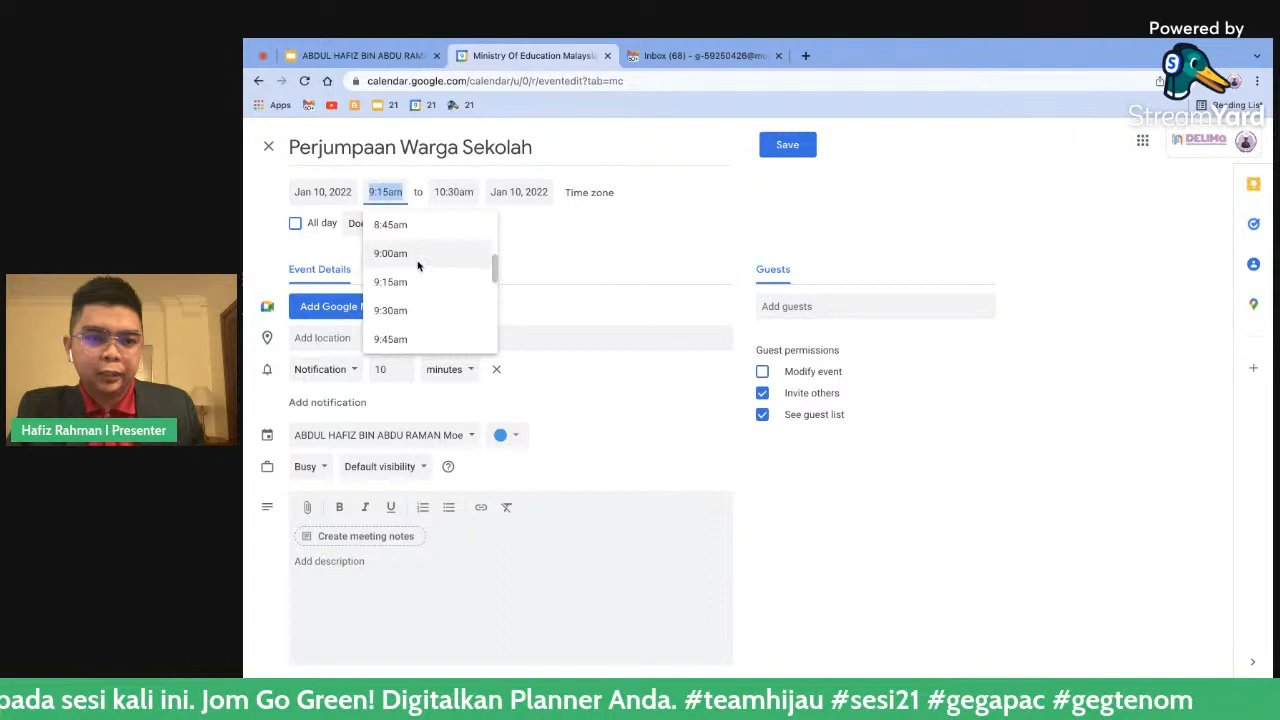 Powered by
StreamYard
ABDUL HAFIZ BIN ABDU RAM
Ministry Of Education Malaysia
Inbox (68) - g-59250426@mo
calendar.google.com/calendar/u/0/r/eventedit?tab=mc
Apps
21
21
21
Reading List
Perjumpaan Warga Sekolah
Save
DELIMa
Jan 10, 2022
9:15am
to
10:30am
Jan 10, 2022
Time zone
All day
Doe
8:45am
9:00am
9:15am
9:30am
9:45am
Event Details
Guests
Add Google M
Add guests
Add location
Guest permissions
Notification
10
minutes
Modify event
Invite others
Add notification
See guest list
ABDUL HAFIZ BIN ABDU RAMAN Moe
Busy
Default visibility
B I U
Create meeting notes
Add description
Hafiz Rahman I Presenter
pada sesi kali ini. Jom Go Green! Digitalkan Planner Anda. #teamhijau #sesi21 #gegapac #gegtenom